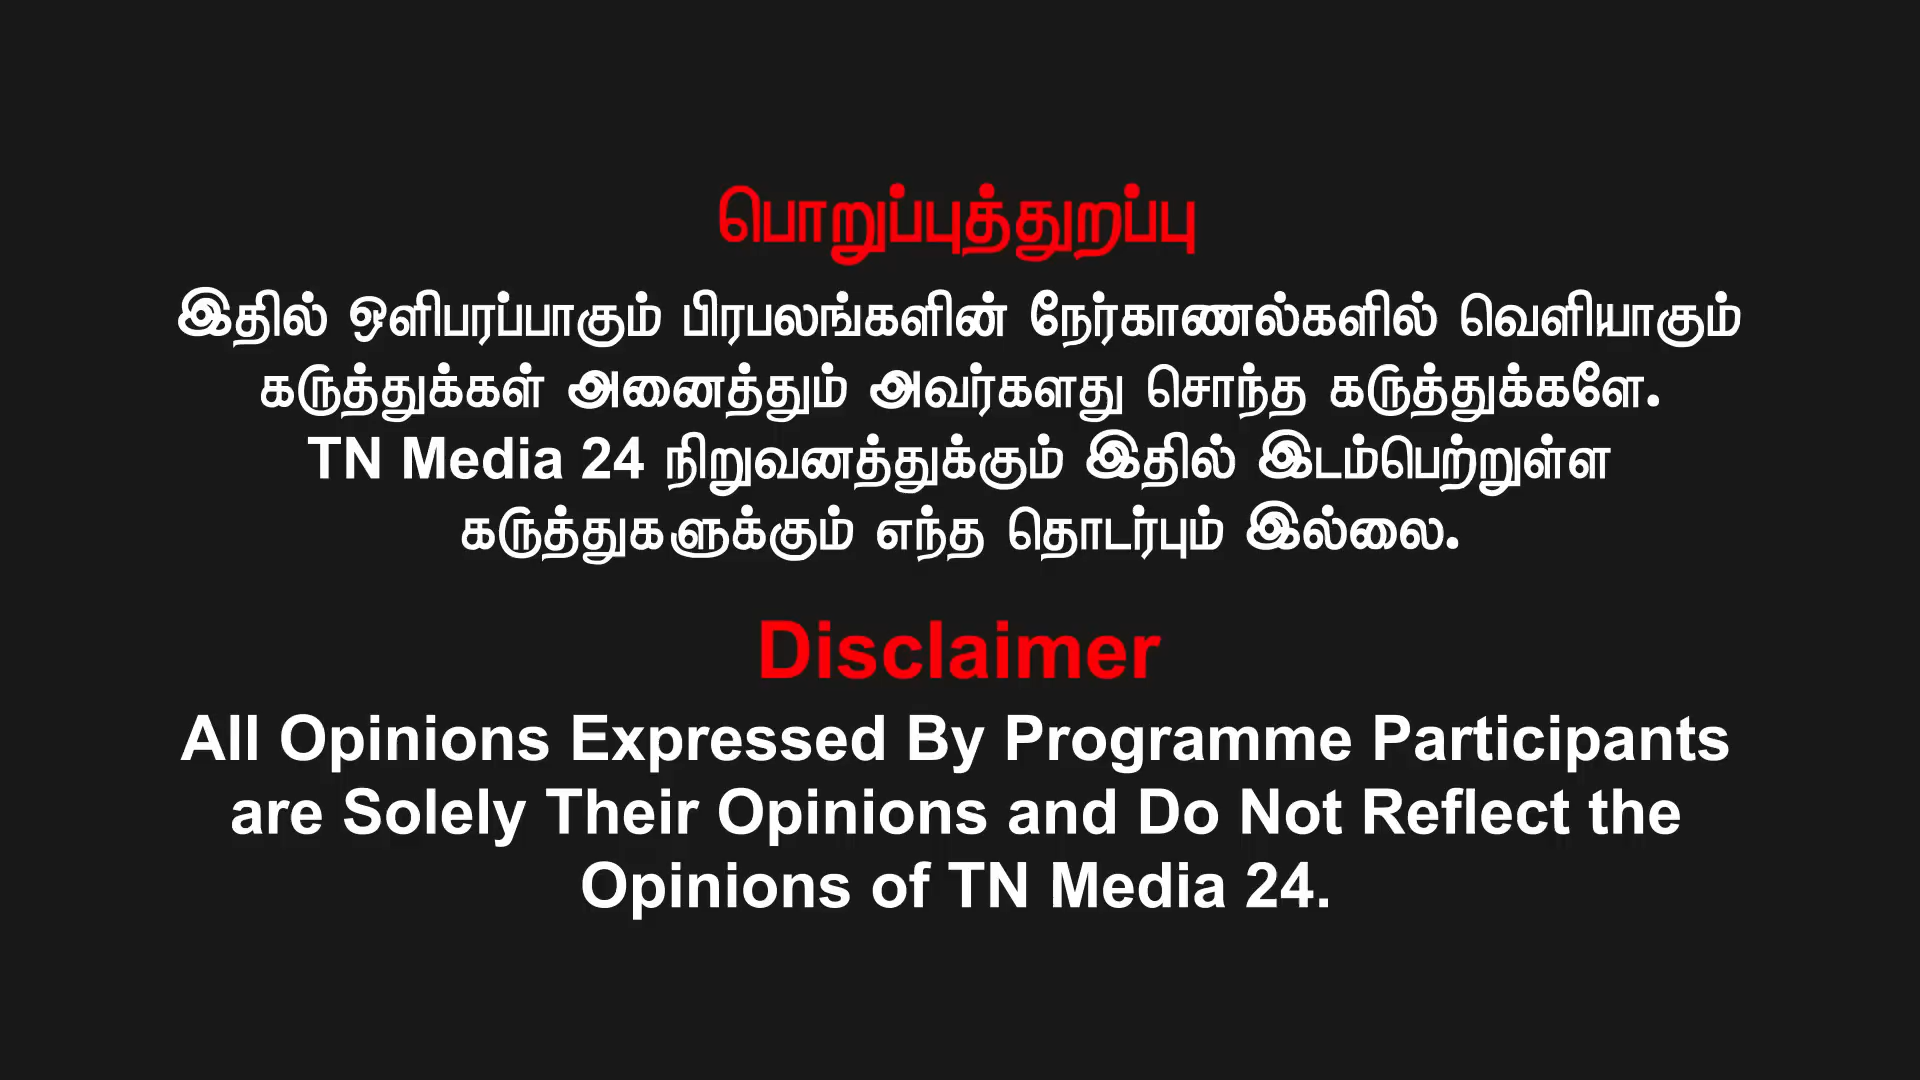 பொறுப்புத்துறப்பு
இதில் ஒளிபரப்பாகும் பிரபலங்களின் நேர்காணல்களில் வெளியாகும்
கருத்துக்கள் அனைத்தும் அவர்களது சொந்த கருத்துக்களே.
TN Media 24 நிறுவனத்துக்கும் இதில் இடம்பெற்றுள்ள
கருத்துகளுக்கும் எந்த தொடர்பும் இல்லை.
Disclaimer
All Opinions Expressed By Programme Participants
are Solely Their Opinions and Do Not Reflect the
Opinions of TN Media 24.